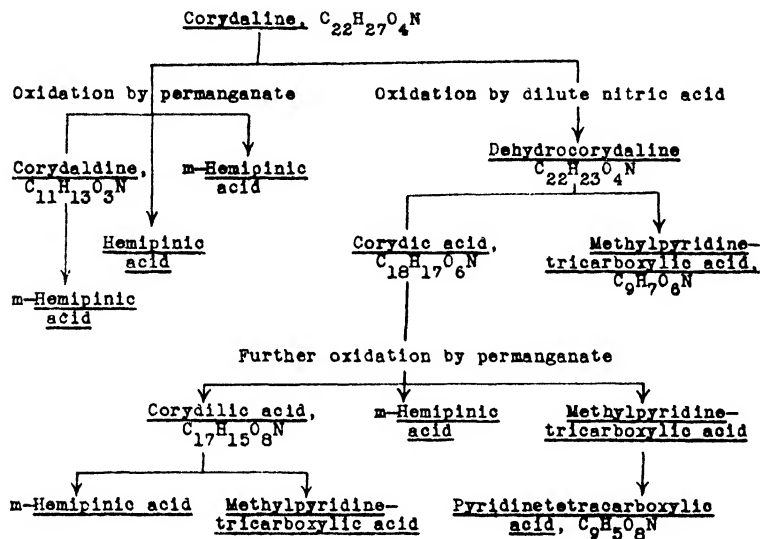 Corydaline, C22H27O4N
Oxidation by permanganate
Oxidation by dilute nitric acid
Corydaldine,
C11H13O3N
m-Hemipinic
acid
Dehydrocorydaline
C22H23O4N
Hemipinic
acid
Corydic acid,
C18H17O6N
Methylpyridine-
tricarboxylic acid,
C9H7O6N
m-Hemipinic
acid
Further oxidation by permanganate
Corydilic acid,
C17H15O8N
m-Hemipinic
acid
Methylpyridine-
tricarboxylic acid
m-Hemipinic acid
Methylpyridine-
tricarboxylic acid
Pyridinetetracarboxylic
acid, C9H5O8N